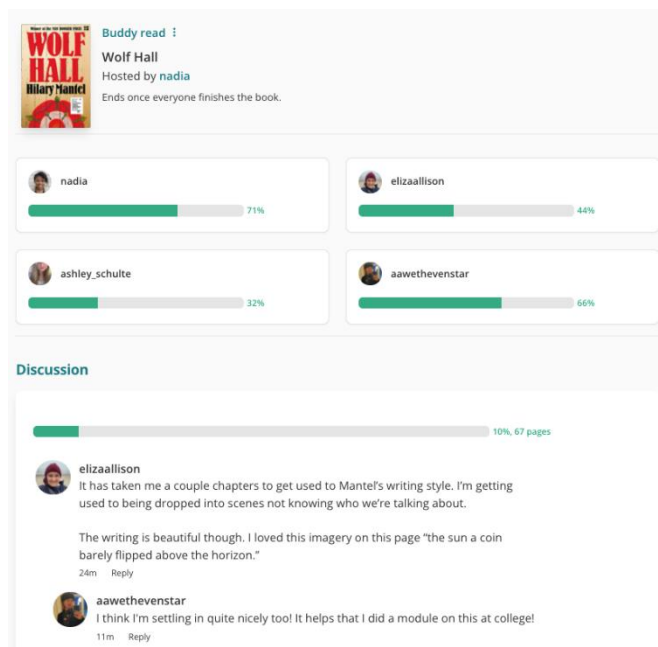 Buddy read
WOLF
HALL
Hilary Mantel
Wolf Hall
Hosted by nadia
Ends once everyone finishes the book.
nadia
71%
elizaallison
44%
ashley_schulte
32%
aawethevenstar
66%
Discussion
10%, 67 pages
elizaallison
It has taken me a couple chapters to get used to Mantel’s writing style. I’m getting
used to being dropped into scenes not knowing who we’re talking about.
The writing is beautiful though. I loved this imagery on this page “the sun a coin
barely flipped above the horizon.”
24m Reply
aawethevenstar
I think I'm settling in quite nicely too! It helps that I did a module on this at college!
11m Reply